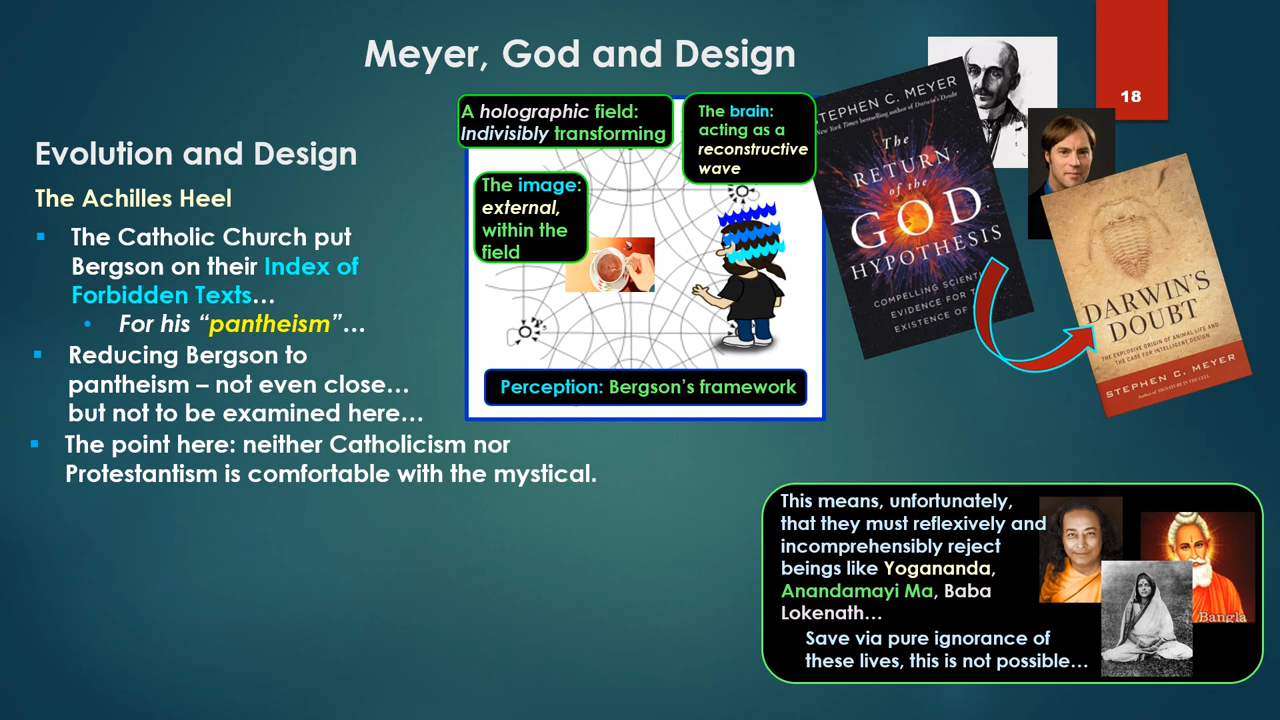 Meyer, God and Design
18
Evolution and Design
The Achilles Heel
The Catholic Church put
Bergson on their Index of
Forbidden Texts…
For his “pantheism”…
Reducing Bergson to
pantheism – not even close…
but not to be examined here…
The point here: neither Catholicism nor
Protestantism is comfortable with the mystical.
A holographic field:
Indivisibly transforming
The brain:
acting as a
reconstructive
wave
The image:
external,
within the
field
Perception: Bergson’s framework
STEPHEN C. MEYER
New York Times bestselling author of Darwin's Doubt
The
RETURN
of the
GOD
HYPOTHESIS
COMPELLING SCIENTI
EVIDENCE FOR T
EXISTENCE OF
DARWIN'S
DOUBT
THE EXPLOSIVE ORIGIN OF ANIMAL LIFE AND
THE CASE FOR INTELLIGENT DESIGN
STEPHEN C. MEYER
Author of SIGNATURE IN THE CELL
This means, unfortunately,
that they must reflexively and
incomprehensibly reject
beings like Yogananda,
Anandamayi Ma, Baba
Lokenath…
Save via pure ignorance of
these lives, this is not possible…
Bangla